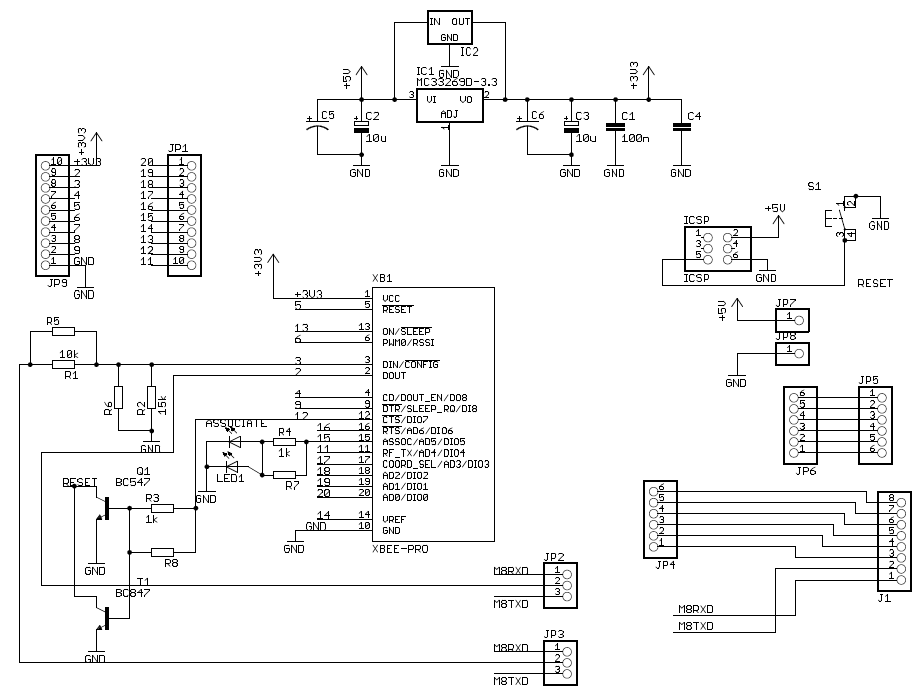 IN OUT
GND
IC2
+5V
IC1 GND
MC33269D-3.3
3 VI VO 2
ADJ
1
+3V3
C5
C2
10u
C6
C3
10u
C1
100n
C4
GND GND GND GND GND
+3V3
10 +3V3
9 2
8 3
7 4
6 5
5 6
4 7
3 8
2 9
1 GND
JP9
GND
JP1
20 1
19 2
18 3
17 4
16 5
15 6
14 7
13 8
12 9
11 10
S1
1 2
3 4
GND
RESET
ICSP
1 2
3 4
5 6
ICSP
+5V
GND
+3V3
XB1
+3V3 1 VCC
5 5 RESET
13 13 ON/SLEEP
6 6 PWM0/RSSI
3 3 DIN/CONFIG
2 2 DOUT
4 4 CD/DOUT_EN/DO8
9 9 DTR/SLEEP_RQ/DI8
12 12 CTS/DIO7
16 16 RTS/AD6/DIO6
15 15 ASSOC/AD5/DIO5
11 11 RF_TX/AD4/DIO4
17 17 COORD_SEL/AD3/DIO3
18 18 AD2/DIO2
19 19 AD1/DIO1
20 20 AD0/DIO0
14 14 VREF
GND 10 GND
GND
XBEE-PRO
R5
10k
R1
R6
R2
15k
GND
ASSOCIATE
R4
1k
R7
LED1
GND
RESET
Q1
BC547
R3
1k
R8
GND
T1
BC847
GND
+5V
JP7
1
JP8
1
GND
JP5
6 1
5 2
4 3
3 4
2 5
1 6
JP6
6
5
4
3
2
1
JP4
8
7
6
5
4
3
2
1
J1
M8RXD
M8TXD
JP2
M8RXD 1
2
M8TXD 3
JP3
M8RXD 1
2
M8TXD 3